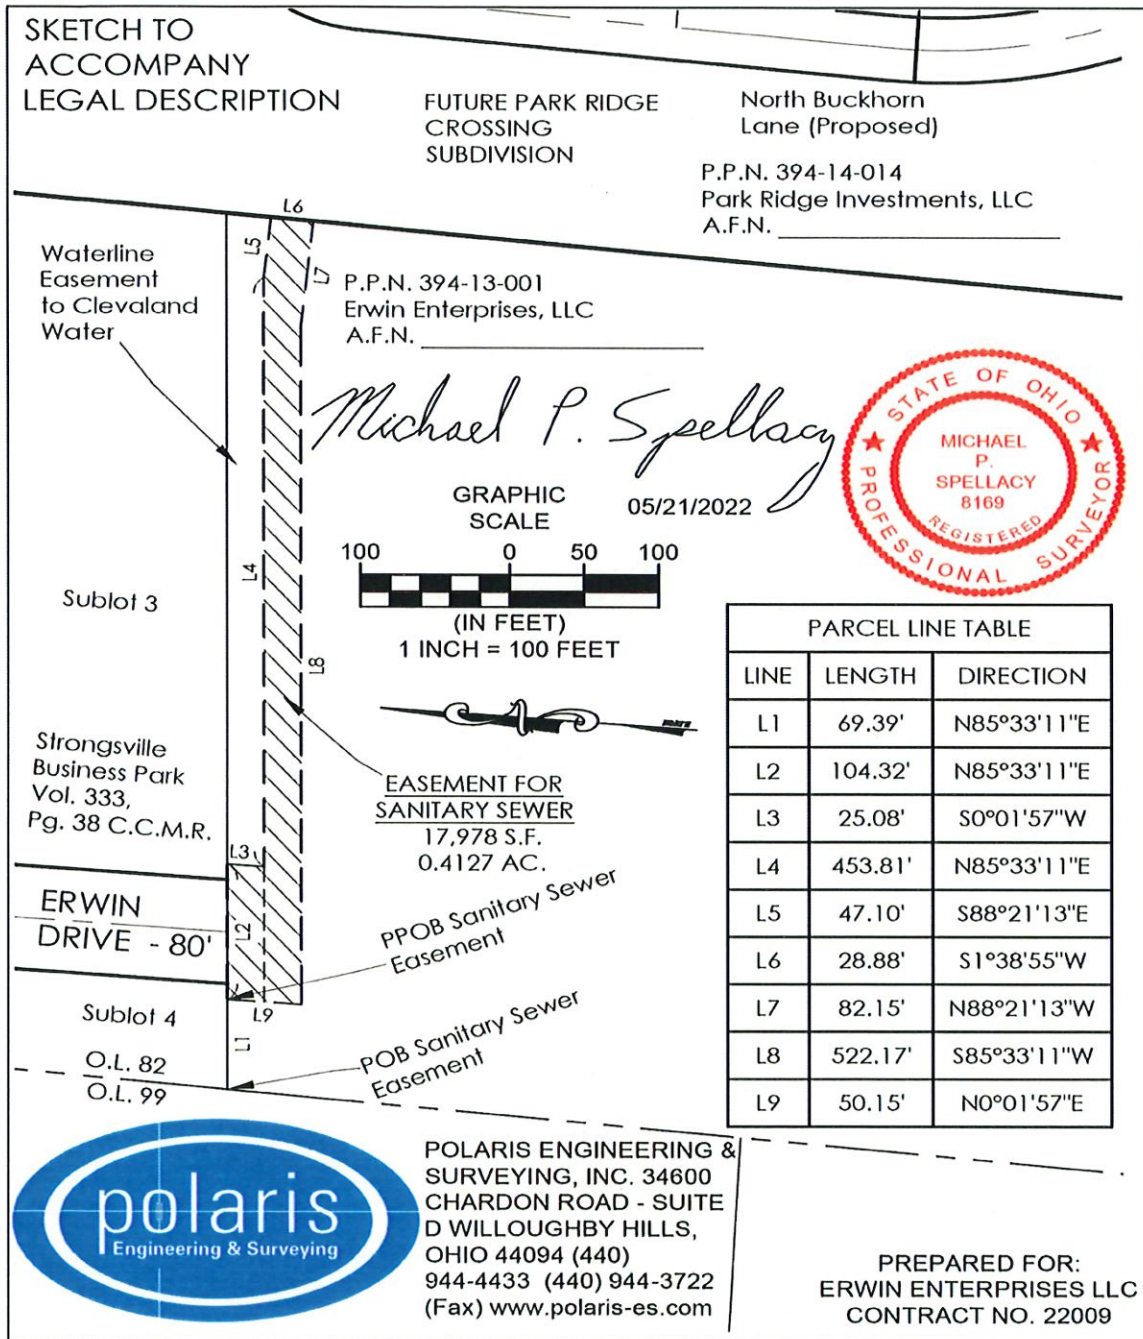 SKETCH TO
ACCOMPANY
LEGAL DESCRIPTION
FUTURE PARK RIDGE
CROSSING
SUBDIVISION
North Buckhorn
Lane (Proposed)
P.P.N. 394-14-014
Park Ridge Investments, LLC
A.F.N.
L6
L5
L7
Waterline
Easement
to Clevaland
Water
P.P.N. 394-13-001
Erwin Enterprises, LLC
A.F.N.
Michael P. Spellacy
05/21/2022
STATE OF OHIO
MICHAEL
P.
SPELLACY
8169
REGISTERED
PROFESSIONAL SURVEYOR
GRAPHIC
SCALE
100 0 50 100
(IN FEET)
1 INCH = 100 FEET
L4
Sublot 3
L8
NORTH
Strongsville
Business Park
Vol. 333,
Pg. 38 C.C.M.R.
EASEMENT FOR
SANITARY SEWER
17,978 S.F.
0.4127 AC.
L3
ERWIN
DRIVE - 80'
L2
PPOB Sanitary Sewer
Easement
Sublot 4
L9
L1
POB Sanitary Sewer
Easement
O.L. 82
O.L. 99
PARCEL LINE TABLE
LINE LENGTH DIRECTION
L1 69.39' N85°33'11"E
L2 104.32' N85°33'11"E
L3 25.08' S0°01'57"W
L4 453.81' N85°33'11"E
L5 47.10' S88°21'13"E
L6 28.88' S1°38'55"W
L7 82.15' N88°21'13"W
L8 522.17' S85°33'11"W
L9 50.15' N0°01'57"E
polaris
Engineering & Surveying
POLARIS ENGINEERING &
SURVEYING, INC. 34600
CHARDON ROAD - SUITE
D WILLOUGHBY HILLS,
OHIO 44094 (440)
944-4433 (440) 944-3722
(Fax) www.polaris-es.com
PREPARED FOR:
ERWIN ENTERPRISES LLC
CONTRACT NO. 22009